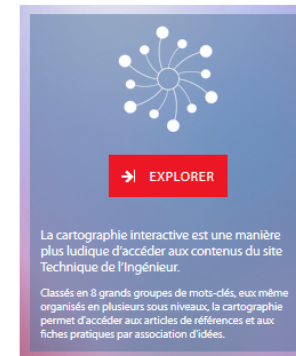 EXPLORER
La cartographie interactive est une manière
plus ludique d'accéder aux contenus du site
Technique de l'Ingénieur.
Classés en 8 grands groupes de mots-clés, eux même
organisés en plusieurs sous niveaux, la cartographie
permet d'accéder aux articles de références et aux
fiches pratiques par association d'idées.